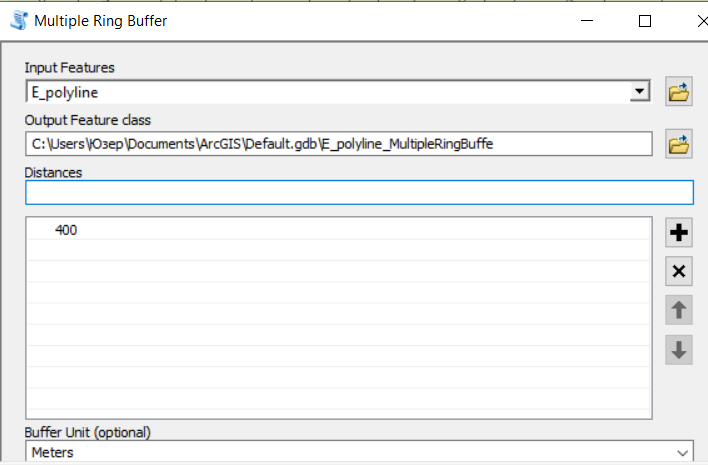 Multiple Ring Buffer
Input Features
E_polyline
Output Feature class
C:\Users\Юзер\Documents\ArcGIS\Default.gdb\E_polyline_MultipleRingBuffe
Distances
400
Buffer Unit (optional)
Meters